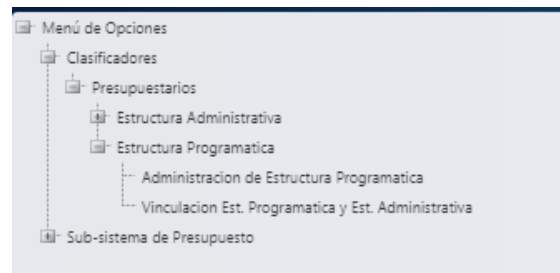 Menú de Opciones
Clasificadores
Presupuestarios
Estructura Administrativa
Estructura Programatica
Administracion de Estructura Programatica
Vinculacion Est. Programatica y Est. Administrativa
Sub-sistema de Presupuesto